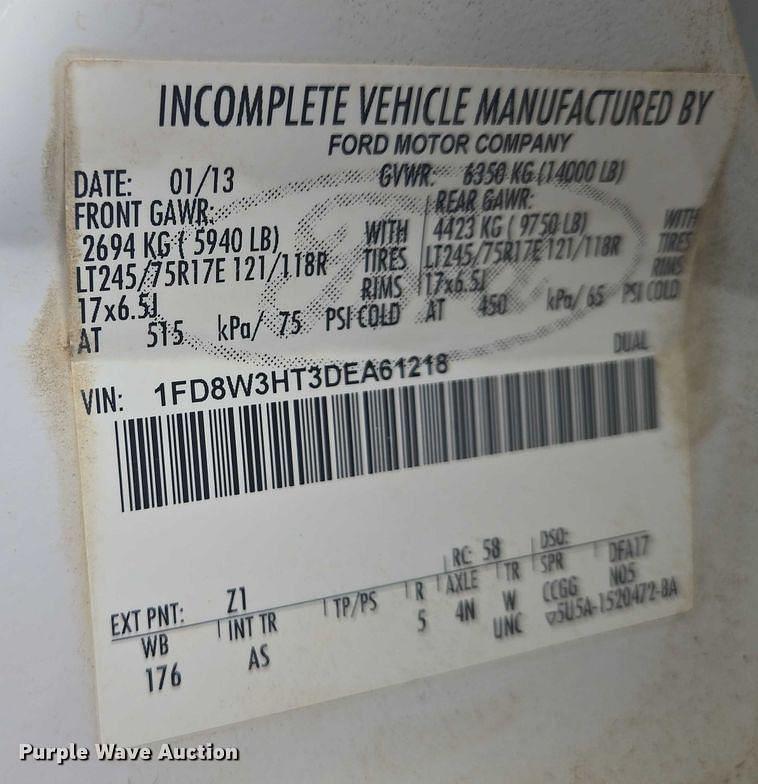 INCOMPLETE VEHICLE MANUFACTURED BY
FORD MOTOR COMPANY
DATE: 01/13 GVWR: 6350 KG (14000 LB)
FRONT GAWR: REAR GAWR:
2694 KG ( 5940 LB) WITH 4423 KG ( 9750 LB) WITH
LT245/75R17E 121/118R TIRES LT245/75R17E 121/118R TIRES
17x6.5J RIMS 17x6.5J RIMS
AT 515 kPa/ 75 PSI COLD AT 450 kPa/ 65 PSI COLD
DUAL
VIN: 1FD8W3HT3DEA61218
EXT PNT: Z1 RC: 58 DSO:
WB INT TR TP/PS R AXLE TR SPR DFA17
176 AS 5 4N W CCGG N05
UNC 5U5A-1520472-BA
Purple Wave Auction